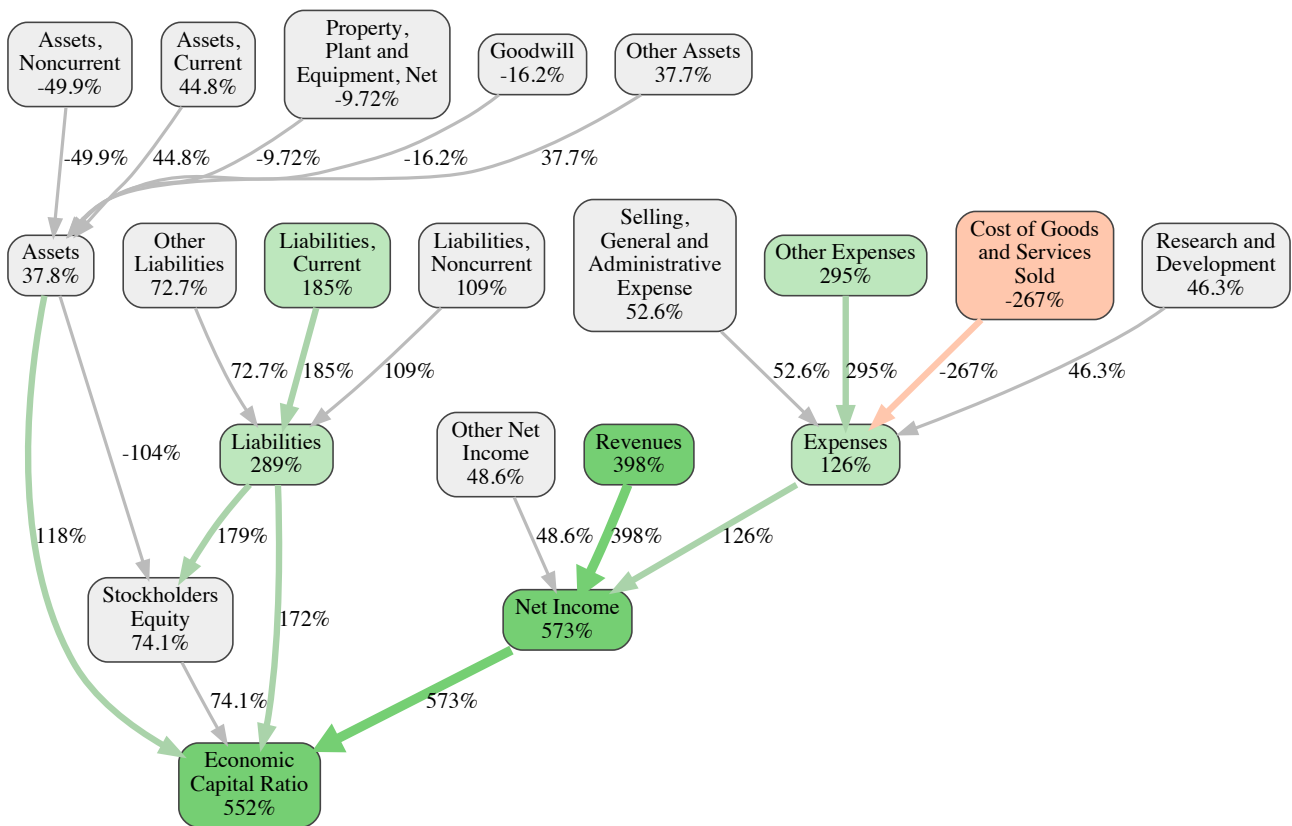 Assets,
Noncurrent
-49.9%
Assets,
Current
44.8%
Property,
Plant and
Equipment, Net
-9.72%
Goodwill
-16.2%
Other Assets
37.7%
-49.9%
44.8%
-9.72%
-16.2%
37.7%
Assets
37.8%
Other
Liabilities
72.7%
Liabilities,
Current
185%
Liabilities,
Noncurrent
109%
Selling,
General and
Administrative
Expense
52.6%
Other Expenses
295%
Cost of Goods
and Services
Sold
-267%
Research and
Development
46.3%
72.7%
185%
109%
52.6%
295%
-267%
46.3%
-104%
Liabilities
289%
Other Net
Income
48.6%
Revenues
398%
Expenses
126%
118%
179%
48.6%
398%
126%
Stockholders
Equity
74.1%
172%
Net Income
573%
74.1%
573%
Economic
Capital Ratio
552%